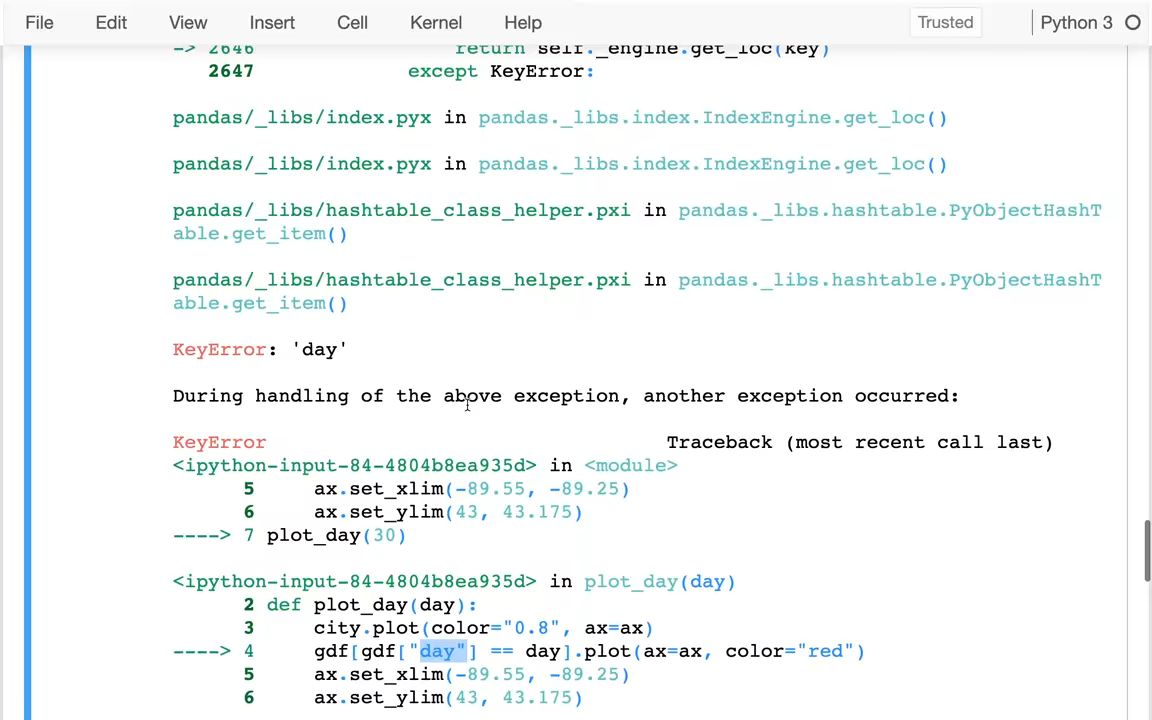 File Edit View Insert Cell Kernel Help Trusted Python 3
-> 2646                 return self._engine.get_loc(key)
   2647             except KeyError:
pandas/_libs/index.pyx in pandas._libs.index.IndexEngine.get_loc()
pandas/_libs/index.pyx in pandas._libs.index.IndexEngine.get_loc()
pandas/_libs/hashtable_class_helper.pxi in pandas._libs.hashtable.PyObjectHashT
able.get_item()
pandas/_libs/hashtable_class_helper.pxi in pandas._libs.hashtable.PyObjectHashT
able.get_item()
KeyError: 'day'
During handling of the above exception, another exception occurred:
KeyError                                  Traceback (most recent call last)
<ipython-input-84-4804b8ea935d> in <module>
      5     ax.set_xlim(-89.55, -89.25)
      6     ax.set_ylim(43, 43.175)
----> 7 plot_day(30)
<ipython-input-84-4804b8ea935d> in plot_day(day)
      2 def plot_day(day):
      3     city.plot(color="0.8", ax=ax)
----> 4     gdf[gdf["day"] == day].plot(ax=ax, color="red")
      5     ax.set_xlim(-89.55, -89.25)
      6     ax.set_ylim(43, 43.175)